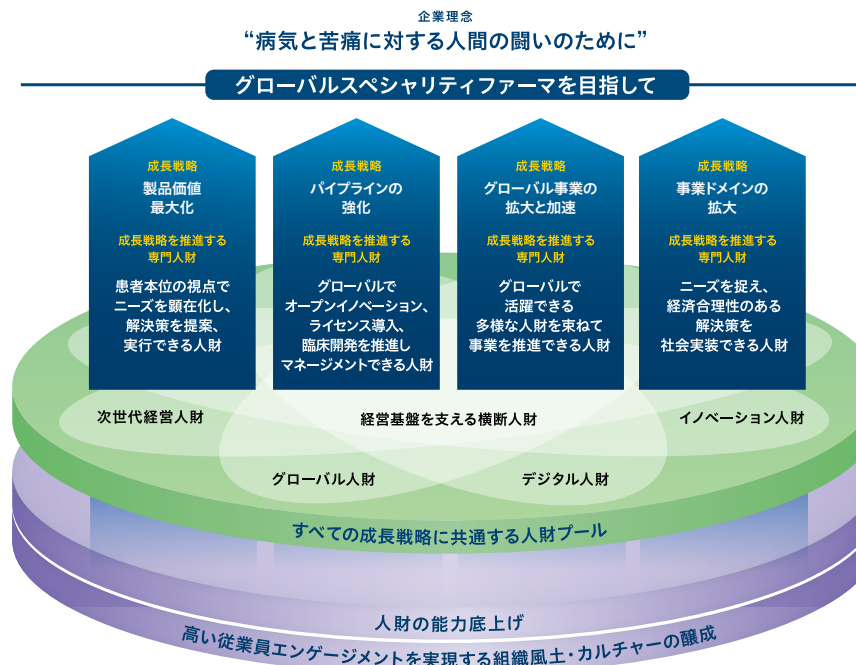 企業理念
“病気と苦痛に対する人間の闘いのために”
グローバルスペシャリティファーマを目指して
成長戦略
製品価値
最大化
成長戦略を推進する
専門人財
患者本位の視点で
ニーズを顕在化し、
解決策を提案、
実行できる人財
成長戦略
パイプラインの
強化
成長戦略を推進する
専門人財
グローバルで
オープンイノベーション、
ライセンス導入、
臨床開発を推進し
マネージメントできる人財
成長戦略
グローバル事業の
拡大と加速
成長戦略を推進する
専門人財
グローバルで
活躍できる
多様な人財を束ねて
事業を推進できる人財
成長戦略
事業ドメインの
拡大
成長戦略を推進する
専門人財
ニーズを捉え、
経済合理性のある
解決策を
社会実装できる人財
次世代経営人財
経営基盤を支える横断人財
イノベーション人財
グローバル人財
デジタル人財
すべての成長戦略に共通する人財プール
人財の能力底上げ
高い従業員エンゲージメントを実現する組織風土・カルチャーの醸成